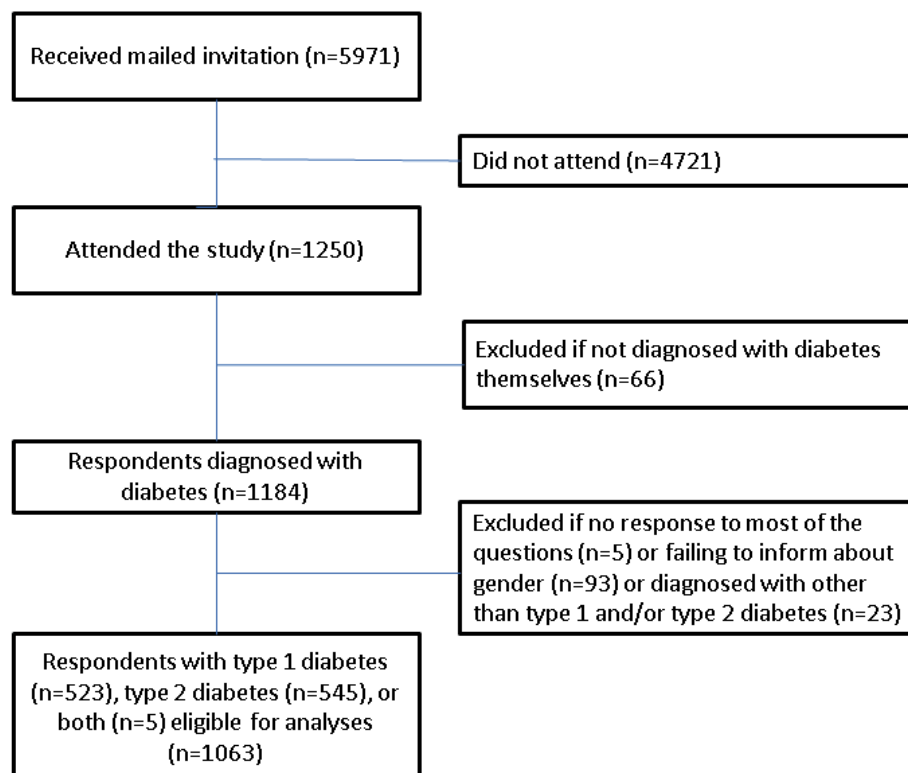 Received mailed invitation (n=5971)
Did not attend (n=4721)
Attended the study (n=1250)
Excluded if not diagnosed with diabetes
themselves (n=66)
Respondents diagnosed with
diabetes (n=1184)
Excluded if no response to most of the
questions (n=5) or failing to inform about
gender (n=93) or diagnosed with other
than type 1 and/or type 2 diabetes (n=23)
Respondents with type 1 diabetes
(n=523), type 2 diabetes (n=545), or
both (n=5) eligible for analyses
(n=1063)